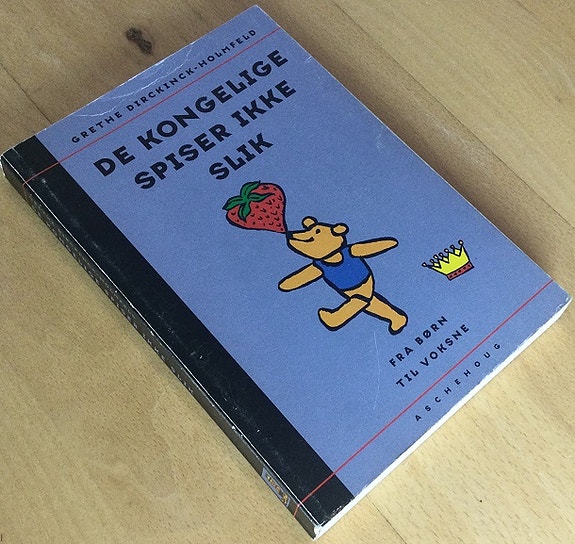 GRETHE DIRCKINCK-HOLMFELD
DE KONGELIGE
SPISER IKKE
SLIK
FRA BØRN
TIL VOKSNE
ASCHEHOUG